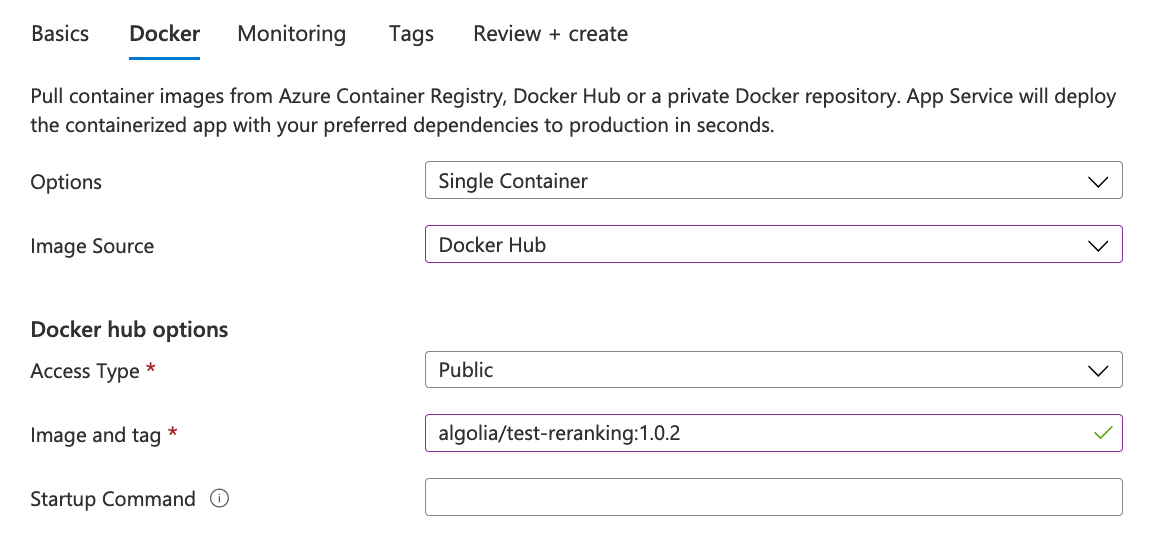 Basics Docker Monitoring Tags Review + create
Pull container images from Azure Container Registry, Docker Hub or a private Docker repository. App Service will deploy
the containerized app with your preferred dependencies to production in seconds.
Options Single Container
Image Source Docker Hub
Docker hub options
Access Type * Public
Image and tag * algolia/test-reranking:1.0.2
Startup Command